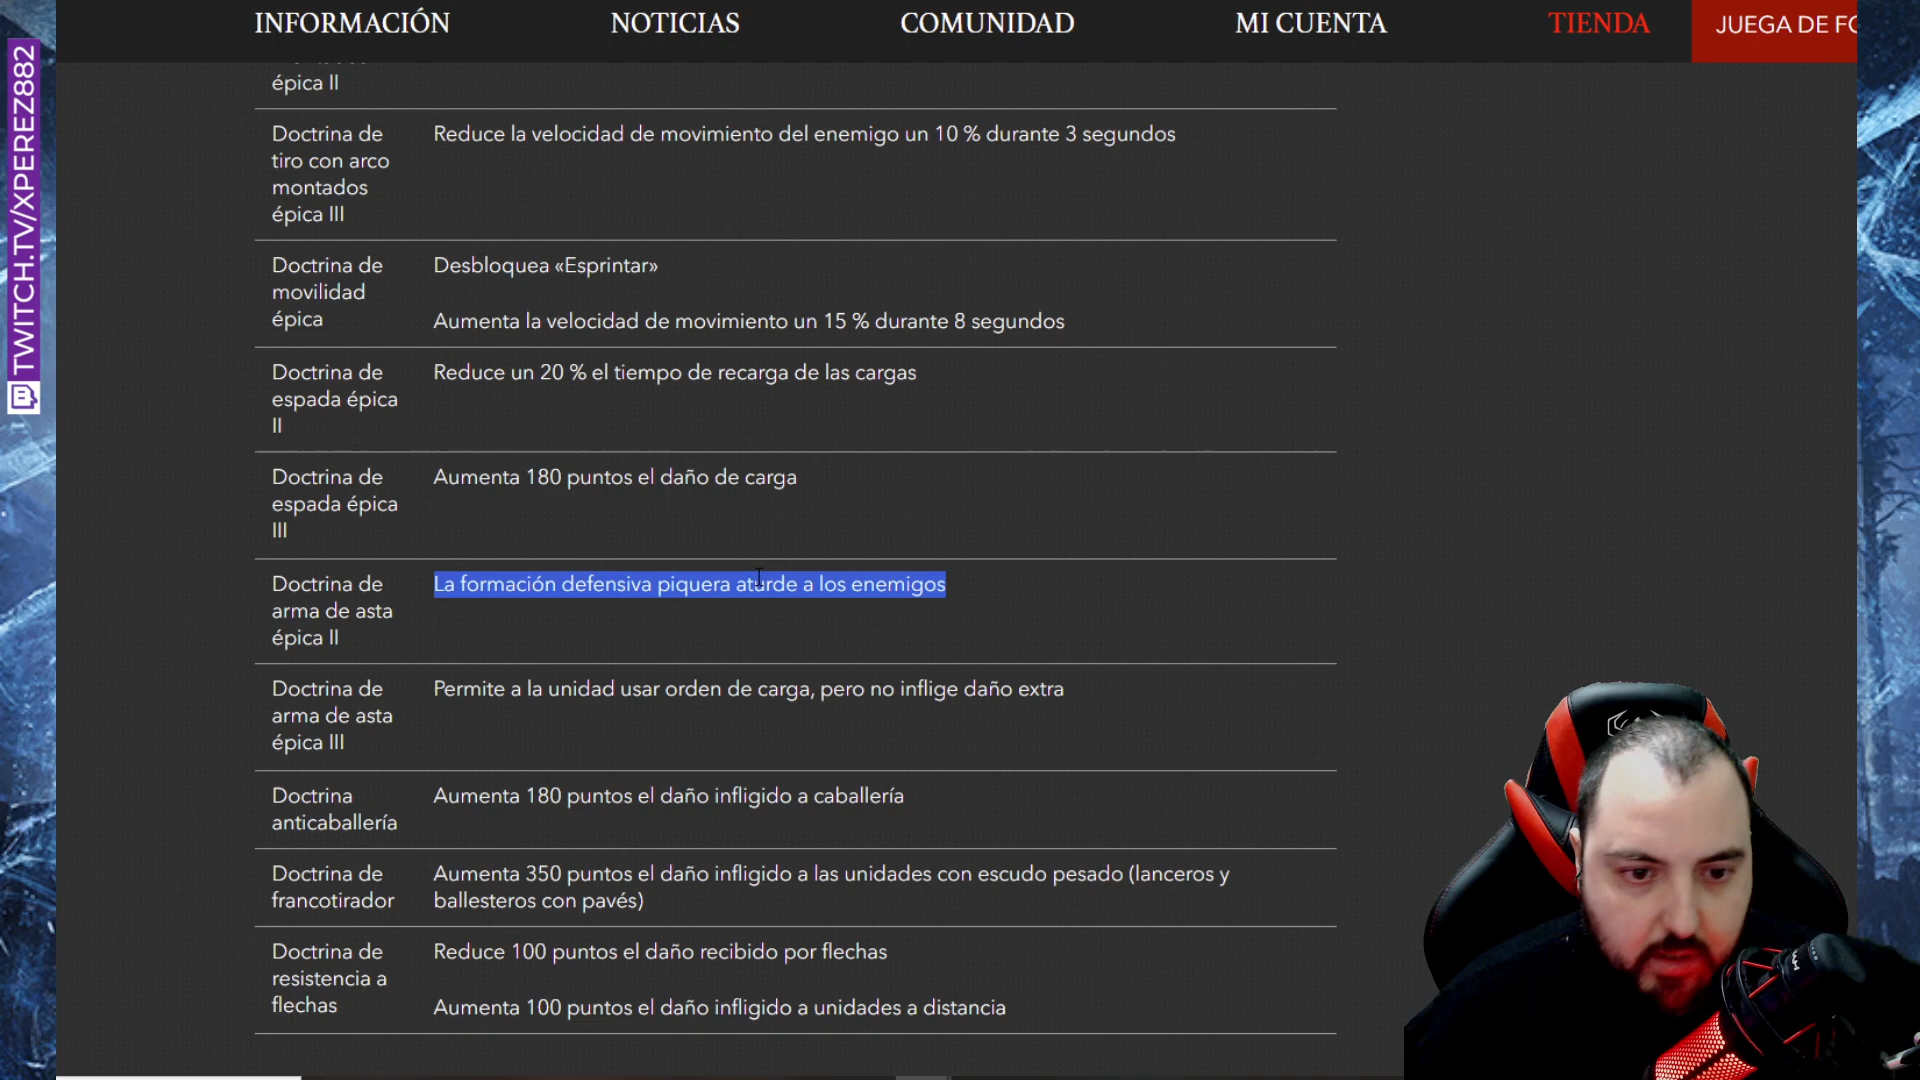 INFORMACIÓN
NOTICIAS
COMUNIDAD
MI CUENTA
TIENDA
JUEGA DE
TWITCH.TV/XPEREZ882
épica II
Doctrina de
tiro con arco
montados
épica III
Reduce la velocidad de movimiento del enemigo un 10 % durante 3 segundos
Doctrina de
movilidad
épica
Desbloquea «Esprintar»
Aumenta la velocidad de movimiento un 15 % durante 8 segundos
Doctrina de
espada épica
II
Reduce un 20 % el tiempo de recarga de las cargas
Doctrina de
espada épica
III
Aumenta 180 puntos el daño de carga
Doctrina de
arma de asta
épica II
La formación defensiva piquera aturde a los enemigos
Doctrina de
arma de asta
épica III
Permite a la unidad usar orden de carga, pero no inflige daño extra
Doctrina
anticaballería
Aumenta 180 puntos el daño infligido a caballería
Doctrina de
francotirador
Aumenta 350 puntos el daño infligido a las unidades con escudo pesado (lanceros y
ballesteros con pavés)
Doctrina de
resistencia a
flechas
Reduce 100 puntos el daño recibido por flechas
Aumenta 100 puntos el daño infligido a unidades a distancia